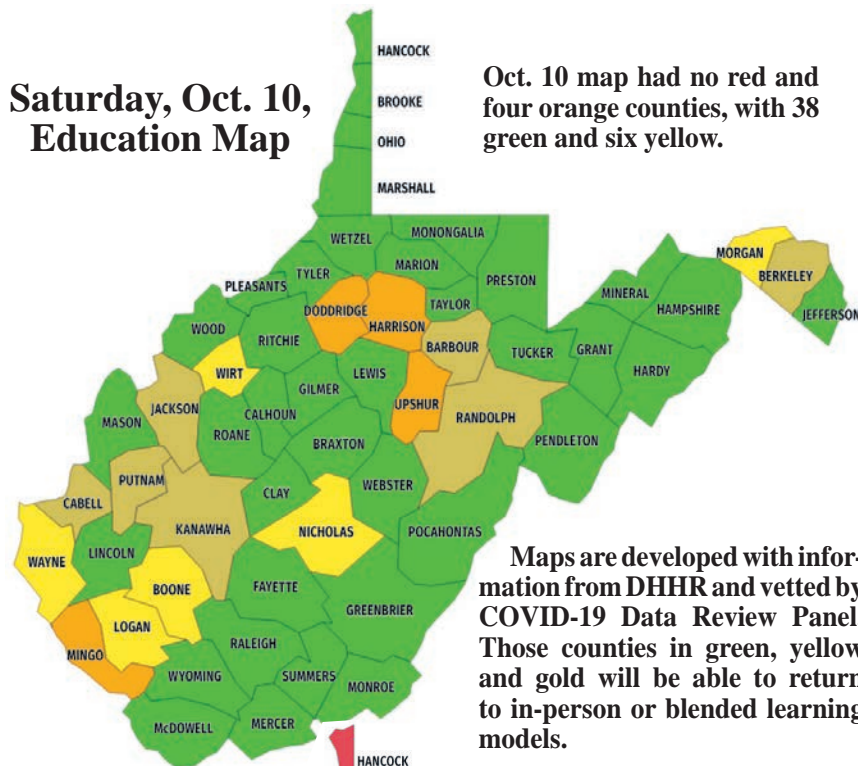 HANCOCK
Saturday, Oct. 10,
Education Map
Oct. 10 map had no red and
four orange counties, with 38
green and six yellow.
BROOKE
OHIO
MARSHALL
WETZEL
MONONGALIA
MORGAN
BERKELEY
TYLER
MARION
PRESTON
PLEASANTS
MINERAL
HAMPSHIRE
JEFFERSON
DODDRIDGE
TAYLOR
WOOD
HARRISON
RITCHIE
BARBOUR
TUCKER
GRANT
WIRT
LEWIS
HARDY
GILMER
JACKSON
UPSHUR
CALHOUN
RANDOLPH
MASON
ROANE
BRAXTON
PENDLETON
PUTNAM
CLAY
WEBSTER
CABELL
KANAWHA
NICHOLAS
POCAHONTAS
LINCOLN
WAYNE
BOONE
FAYETTE
Maps are developed with infor-
mation from DHHR and vetted by
COVID-19 Data Review Panel
Those counties in green, yellow
and gold will be able to return
to in-person or blended learning
models.
GREENBRIER
LOGAN
RALEIGH
MINGO
WYOMING
SUMMERS
MONROE
McDOWELL
MERCER
HANCOCK